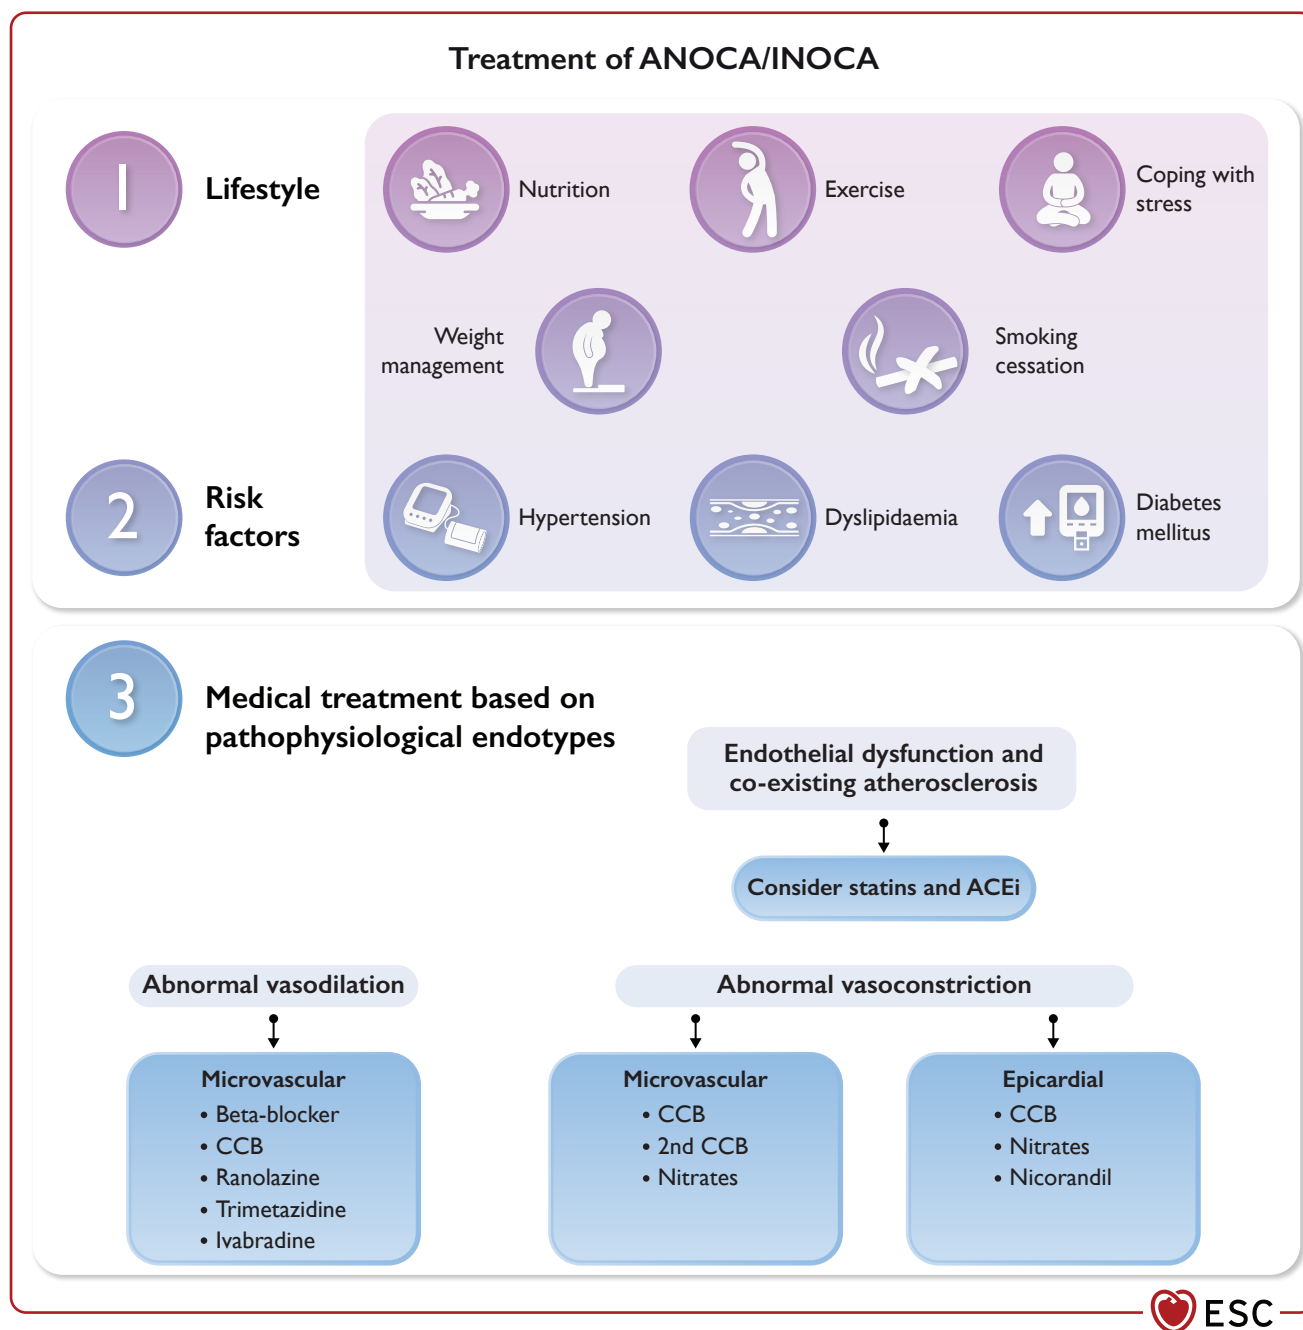 Treatment of ANOCA/INOCA
1
Lifestyle
Nutrition
Exercise
Coping with
stress
Weight
management
Smoking
cessation
2
Risk
factors
Hypertension
Dyslipidaemia
Diabetes
mellitus
3
Medical treatment based on
pathophysiological endotypes
Endothelial dysfunction and
co-existing atherosclerosis
Consider statins and ACEi
Abnormal vasodilation
Microvascular
• Beta-blocker
• CCB
• Ranolazine
• Trimetazidine
• Ivabradine
Abnormal vasoconstriction
Microvascular
• CCB
• 2nd CCB
• Nitrates
Epicardial
• CCB
• Nitrates
• Nicorandil
ESC